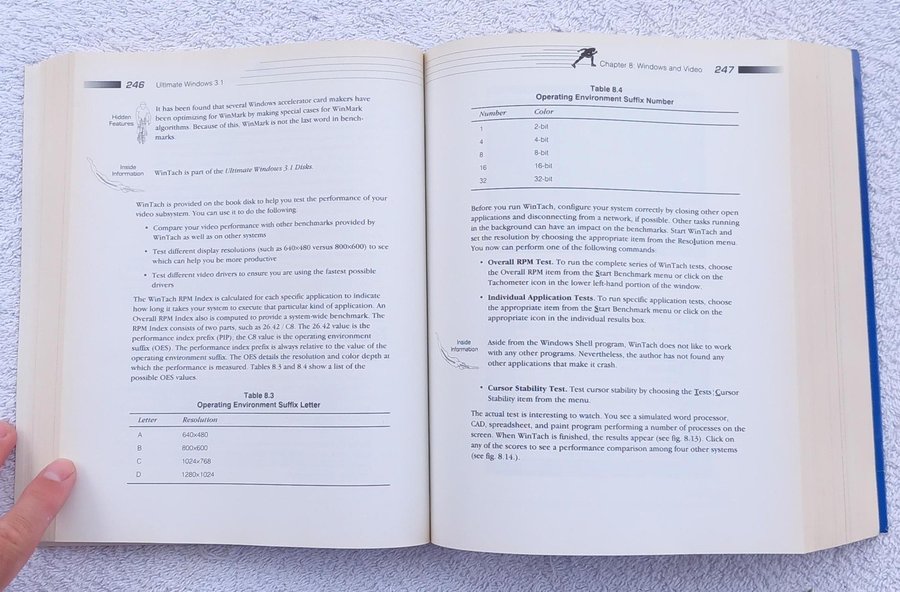 246 Ultimate Windows 3.1
Hidden
Features
It has been found that several Windows accelerator card makers have
been optimizing for WinMark by making special cases for WinMark
algorithms. Because of this, WinMark is not the last word in bench-
marks.
Inside
Information
WinTach is part of the Ultimate Windows 3.1 Disks.
WinTach is provided on the book disk to help you test the performance of your
video subsystem. You can use it to do the following:
• Compare your video performance with other benchmarks provided by
WinTach as well as on other systems
• Test different display resolutions (such as 640×480 versus 800×600) to see
which can help you be more productive
• Test different video drivers to ensure you are using the fastest possible
drivers
The WinTach RPM Index is calculated for each specific application to indicate
how long it takes your system to execute that particular kind of application. An
Overall RPM Index also is computed to provide a system-wide benchmark. The
RPM Index consists of two parts, such as 26.42 / C8. The 26.42 value is the
performance index prefix (PIP); the C8 value is the operating environment
suffix (OES). The performance index prefix is always relative to the value of the
operating environment suffix. The OES details the resolution and color depth at
which the performance is measured. Tables 8.3 and 8.4 show a list of the
possible OES values.
Table 8.3
Operating Environment Suffix Letter
Letter Resolution
A 640×480
B 800×600
C 1024×768
D 1280×1024
Chapter 8: Windows and Video 247
Table 8.4
Operating Environment Suffix Number
Number Color
1 2-bit
4 4-bit
8 8-bit
16 16-bit
32 32-bit
Before you run WinTach, configure your system correctly by closing other open
applications and disconnecting from a network, if possible. Other tasks running
in the background can have an impact on the benchmarks. Start WinTach and
set the resolution by choosing the appropriate item from the Resolution menu.
You now can perform one of the following commands:
• Overall RPM Test. To run the complete series of WinTach tests, choose
the Overall RPM item from the Start Benchmark menu or click on the
Tachometer icon in the lower left-hand portion of the window.
• Individual Application Tests. To run specific application tests, choose
the appropriate item from the Start Benchmark menu or click on the
appropriate icon in the individual results box.
Inside
Information
Aside from the Windows Shell program, WinTach does not like to work
with any other programs. Nevertheless, the author has not found any
other applications that make it crash.
• Cursor Stability Test. Test cursor stability by choosing the Tests:Cursor
Stability item from the menu.
The actual test is interesting to watch. You see a simulated word processor,
CAD, spreadsheet, and paint program performing a number of processes on the
screen. When WinTach is finished, the results appear (see fig. 8.13). Click on
any of the scores to see a performance comparison among four other systems
(see fig. 8.14.).